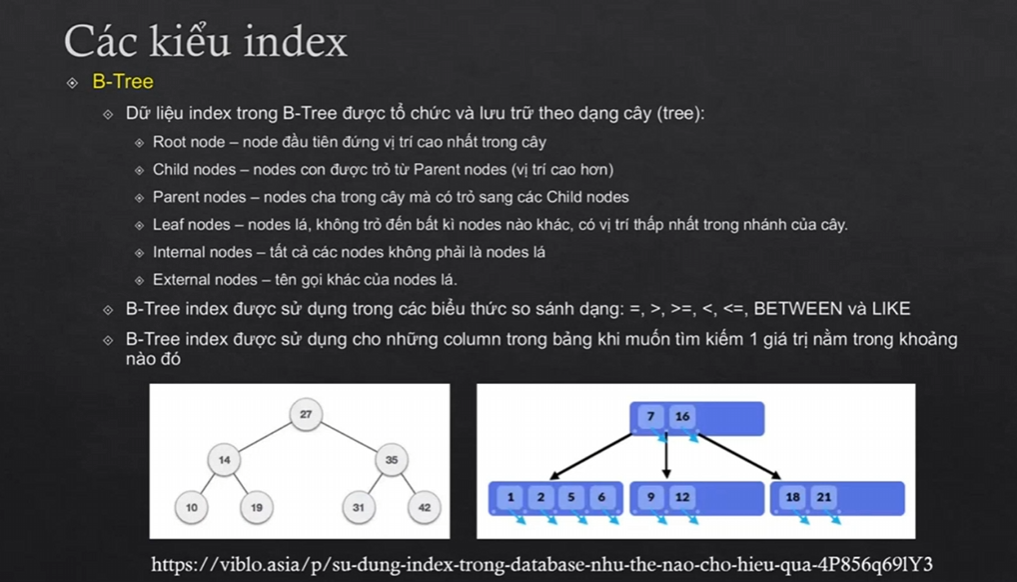 Các kiểu index
B-Tree
Dữ liệu index trong B-Tree được tổ chức và lưu trữ theo dạng cây (tree):
Root node – node đầu tiên đứng vị trí cao nhất trong cây
Child nodes – nodes con được trỏ từ Parent nodes (vị trí cao hơn)
Parent nodes – nodes cha trong cây mà có trỏ sang các Child nodes
Leaf nodes – nodes lá, không trỏ đến bất kì nodes nào khác, có vị trí thấp nhất trong nhánh của cây.
Internal nodes – tất cả các nodes không phải là nodes lá
External nodes – tên gọi khác của nodes lá.
B-Tree index được sử dụng trong các biểu thức so sánh dạng: =, >, >=, <, <=, BETWEEN và LIKE
B-Tree index được sử dụng cho những column trong bảng khi muốn tìm kiếm 1 giá trị nằm trong khoảng
nào đó
27
14 35
10 19 31 42
7 16
1 2 5 6 9 12 18 21
https://viblo.asia/p/su-dung-index-trong-database-nhu-the-nao-cho-hieu-qua-4P856q69lY3